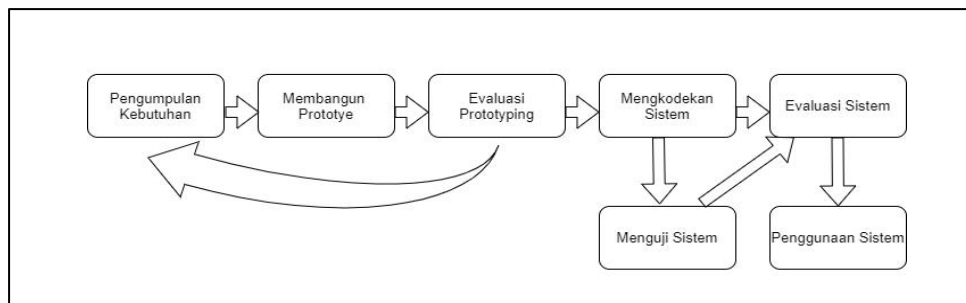 Pengumpulan
Kebutuhan
Membangun
Prototye
Evaluasi
Prototyping
Mengkodekan
Sistem
Evaluasi Sistem
Menguji Sistem
Penggunaan Sistem